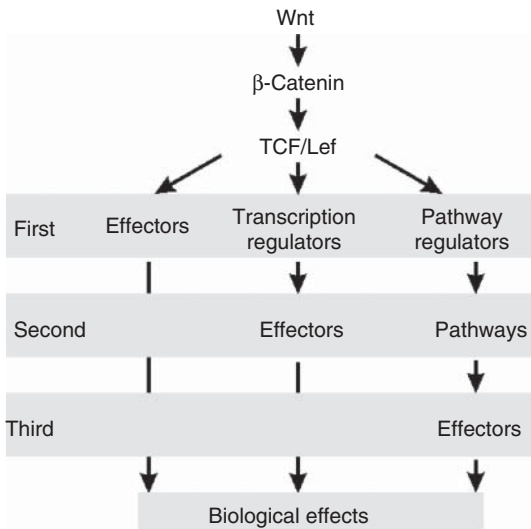 Wnt
β-Catenin
TCF/Lef
First Effectors Transcription regulators Pathway regulators
Second Effectors Pathways
Third Effectors
Biological effects